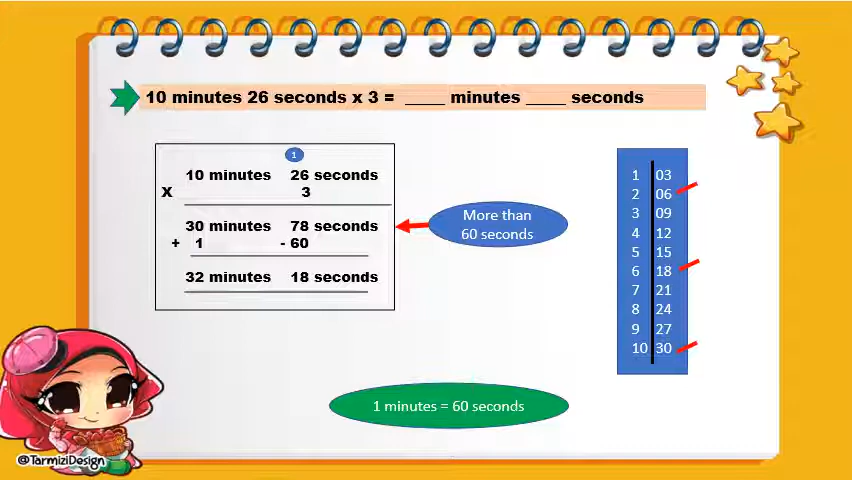 10 minutes 26 seconds x 3 = ____ minutes ____ seconds
1
10 minutes 26 seconds
X 3
30 minutes 78 seconds
+ 1 - 60
32 minutes 18 seconds
More than
60 seconds
1 03
2 06
3 09
4 12
5 15
6 18
7 21
8 24
9 27
10 30
1 minutes = 60 seconds
@TarmiziDesign